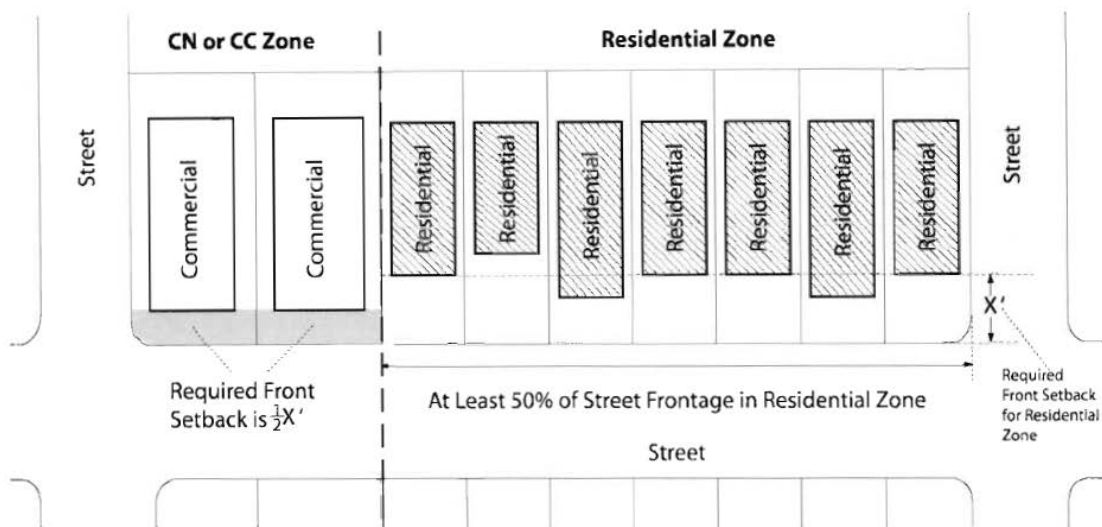 CN or CC Zone
Residential Zone
Street
Commercial
Commercial
Residential
Residential
Residential
Residential
Residential
Residential
Residential
Street
X'
Required Front
Setback is ½X'
At Least 50% of Street Frontage in Residential Zone
Required
Front Setback
for Residential
Zone
Street